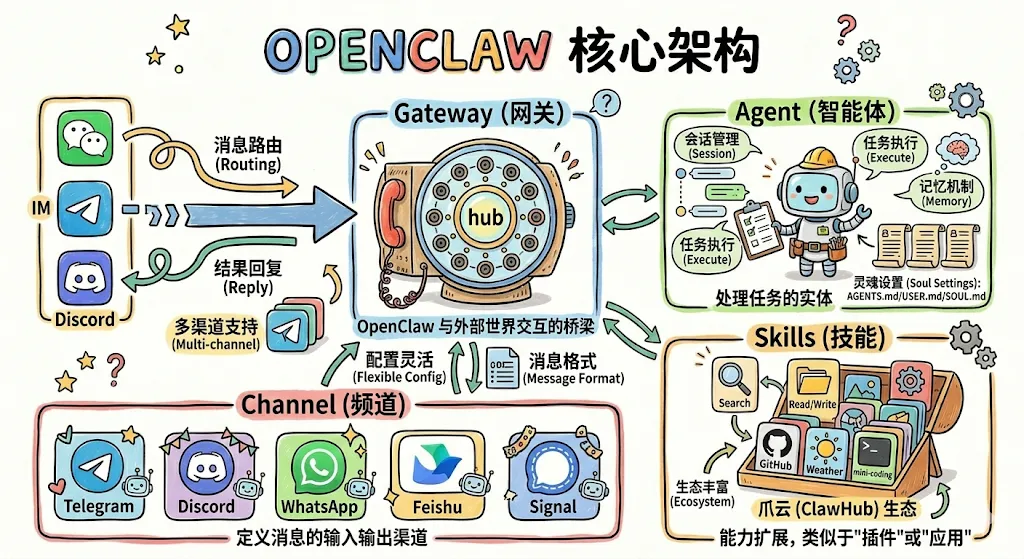 OPENCLAW 核心架构
IM
Discord
消息路由
(Routing)
结果回复
(Reply)
多渠道支持
(Multi-channel)
Gateway (网关)
?
hub
OpenClaw 与外部世界交互的桥梁
?
Agent (智能体)
会话管理
(Session)
任务执行
(Execute)
记忆机制
(Memory)
任务执行
(Execute)
灵魂设置 (Soul Settings):
AGENTS.md/USER.md/SOUL.md
处理任务的实体
配置灵活
(Flexible Config)
消息格式
(Message Format)
?
Channel (频道)
Telegram
Discord
WhatsApp
Feishu
Signal
定义消息的输入输出渠道
Skills (技能)
Search
Read/Write
GitHub
Weather
mini-coding
生态丰富
(Ecosystem)
爪云 (ClawHub) 生态
能力扩展，类似于"插件"或"应用"